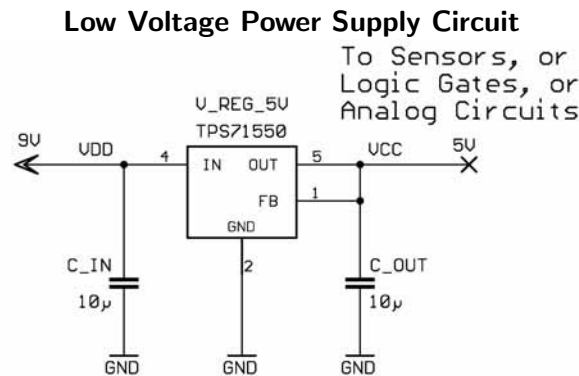 Low Voltage Power Supply Circuit
To Sensors, or
Logic Gates, or
Analog Circuits
V_REG_5V
TPS71550
9V
VDD
4
IN
OUT
5
VCC
5V
FB
1
GND
2
C_IN
10µ
C_OUT
10µ
GND
GND
GND